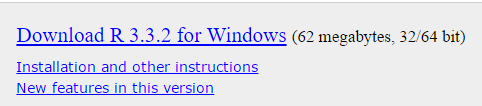 Download R 3.3.2 for Windows (62 megabytes, 32/64 bit)
Installation and other instructions
New features in this version